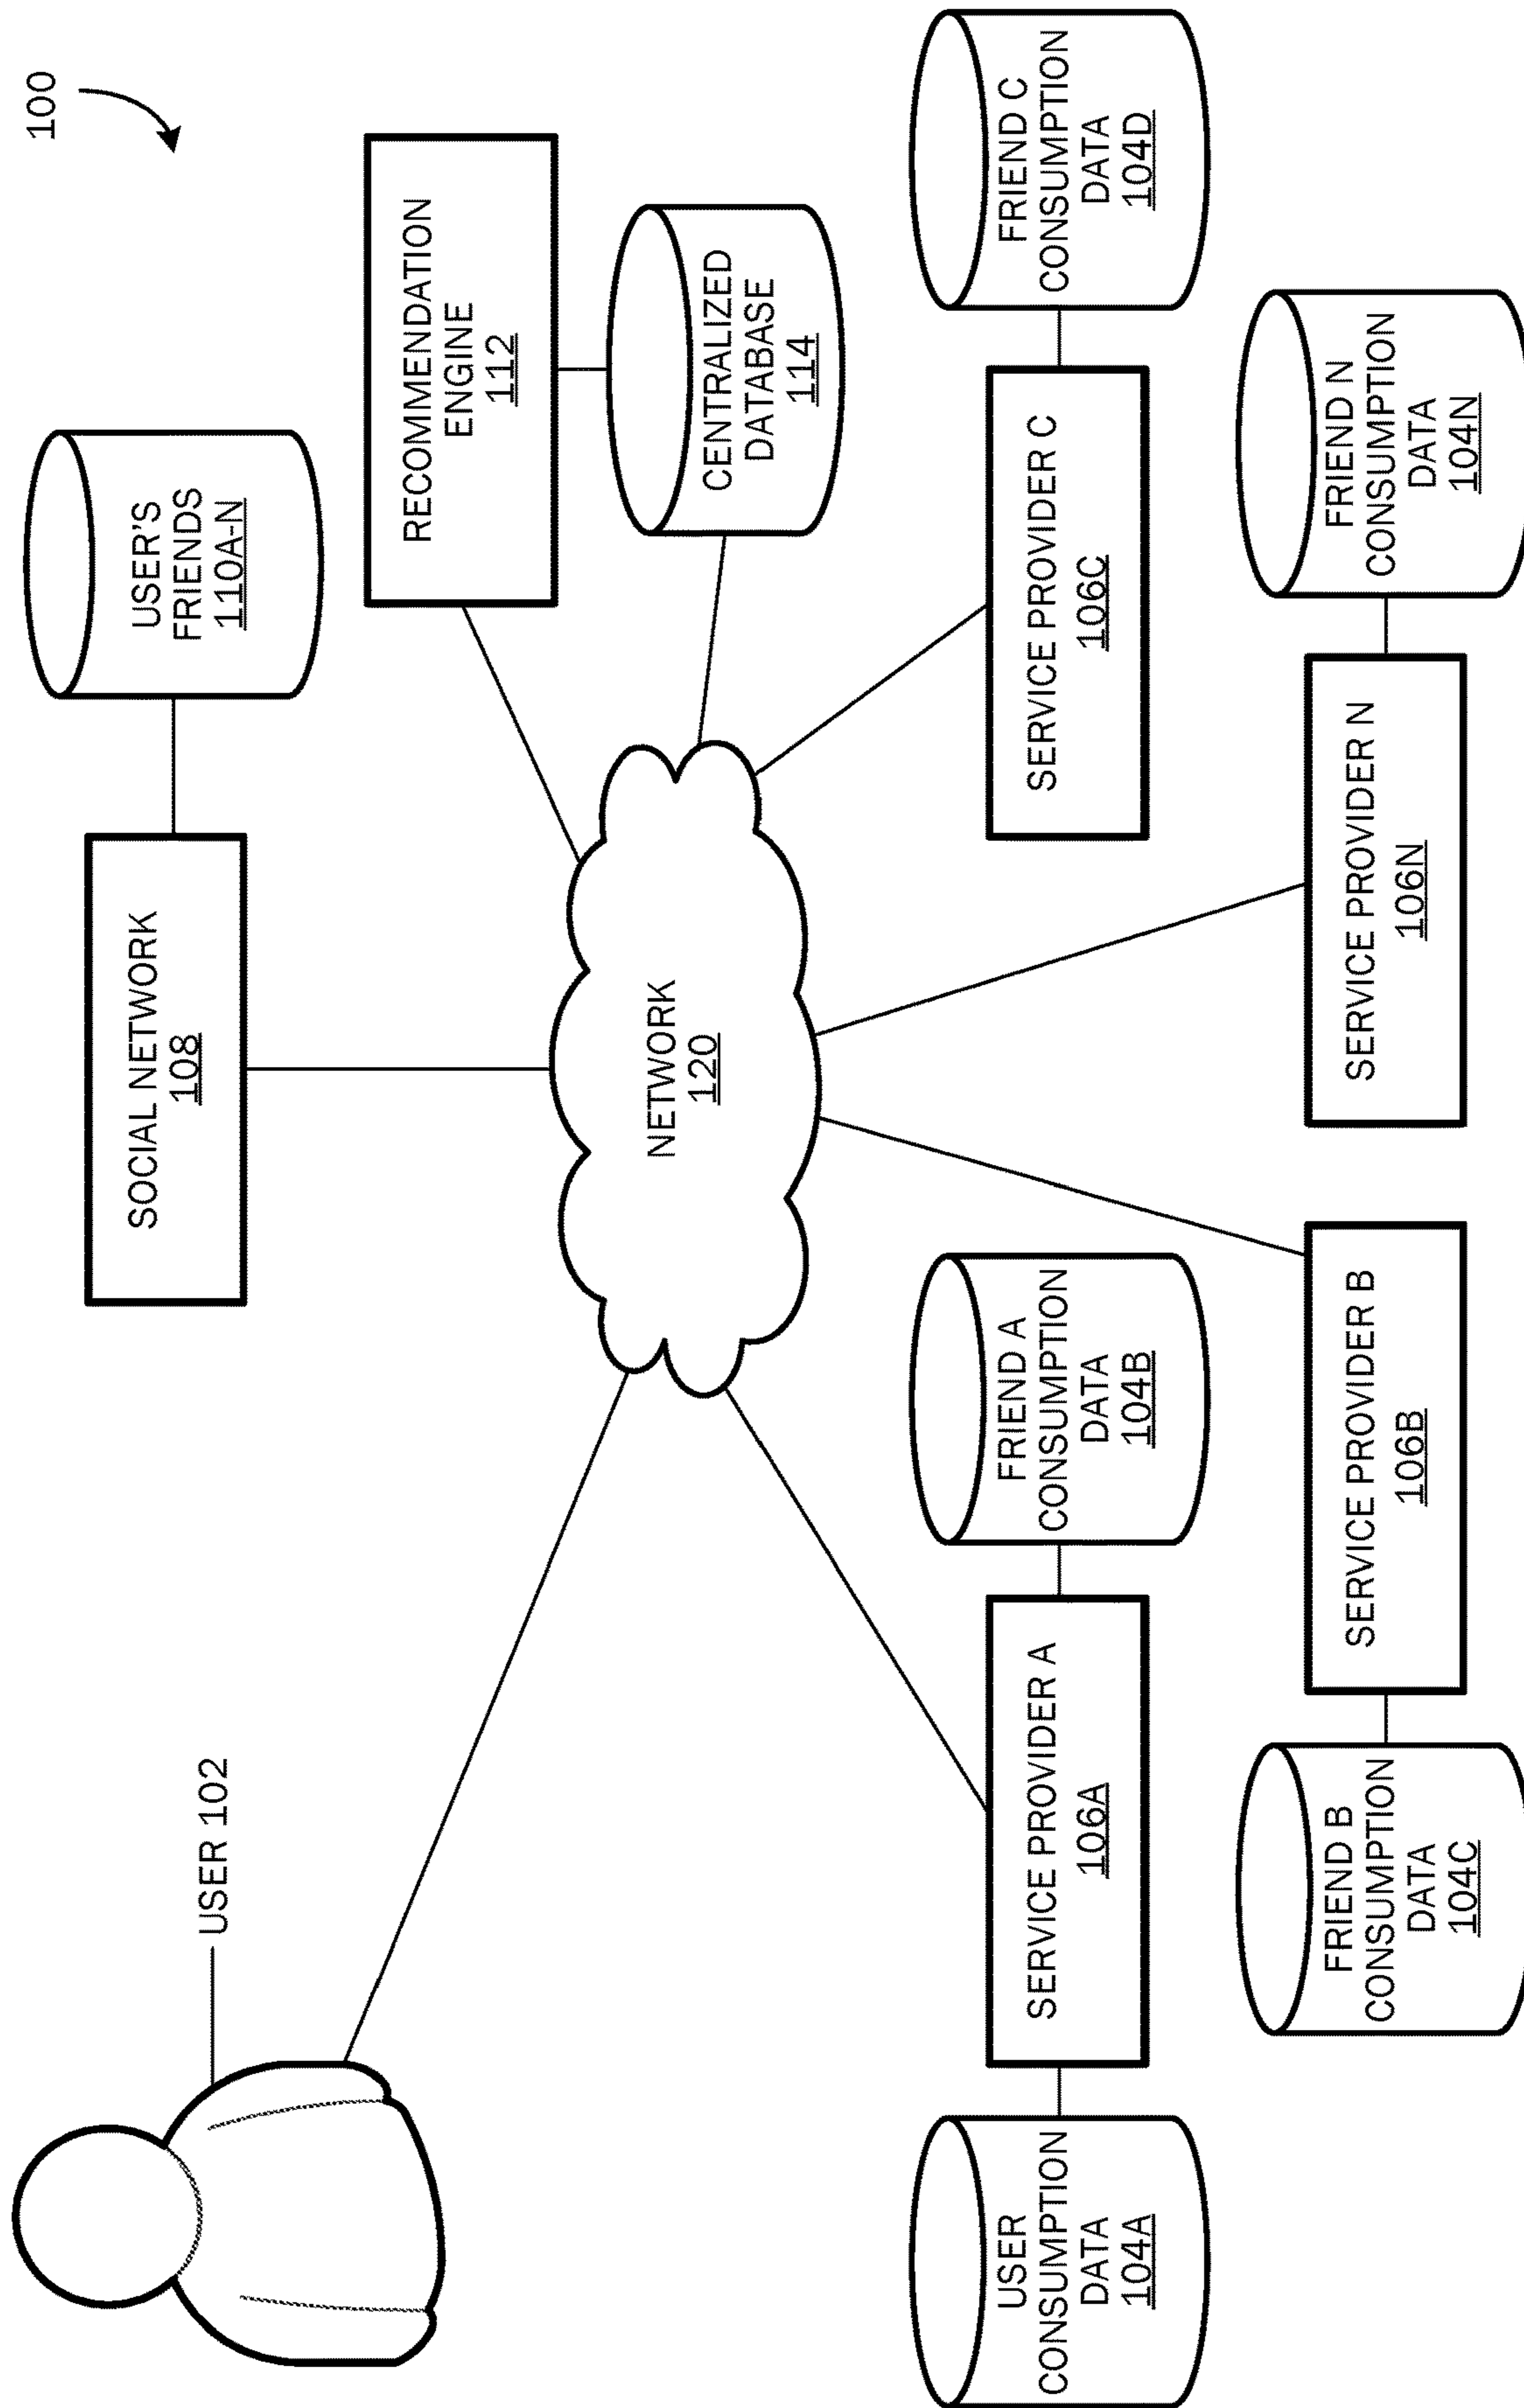 100
USER 102
SOCIAL NETWORK
108
USER'S
FRIENDS
110A-N
RECOMMENDATION
ENGINE
112
CENTRALIZED
DATABASE
114
NETWORK
120
USER
CONSUMPTION
DATA
104A
SERVICE PROVIDER A
106A
FRIEND A
CONSUMPTION
DATA
104B
SERVICE PROVIDER C
106C
FRIEND C
CONSUMPTION
DATA
104D
FRIEND B
CONSUMPTION
DATA
104C
SERVICE PROVIDER B
106B
SERVICE PROVIDER N
106N
FRIEND N
CONSUMPTION
DATA
104N